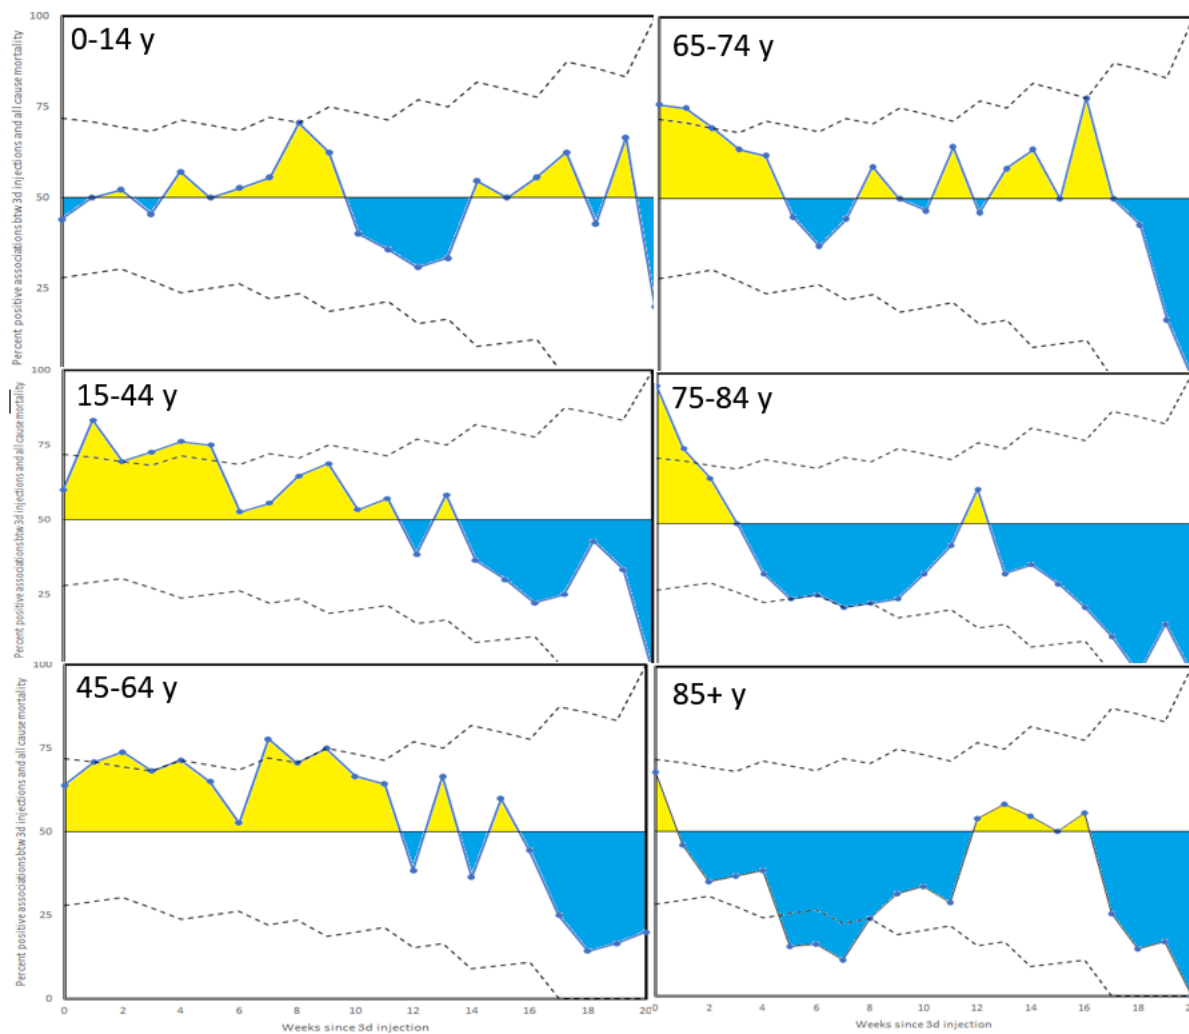 100
75
50
25
Percent positive associations btw 3d injections and all cause mortality
0-14 y
65-74 y
100
75
50
25
Percent positive associations btw 3d injections and all cause mortality
15-44 y
75-84 y
100
75
50
25
0
Percent positive associations btw 3d injections and all cause mortality
45-64 y
85+ y
0 2 4 6 8 10 12 14 16 18 20
Weeks since 3d injection
0 2 4 6 8 10 12 14 16 18
Weeks since 3d injection